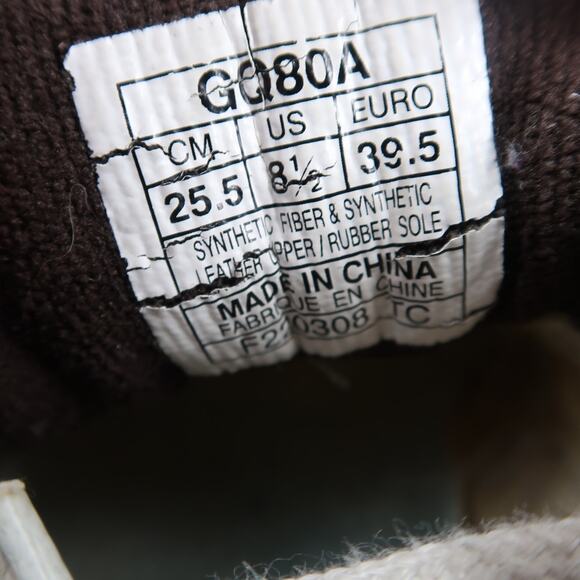 GQ80A
CM US EURO
25.5 8½ 39.5
SYNTHETIC FIBER & SYNTHETIC
LEATHER UPPER / RUBBER SOLE
MADE IN CHINA
FABRIQUE EN CHINE
TC